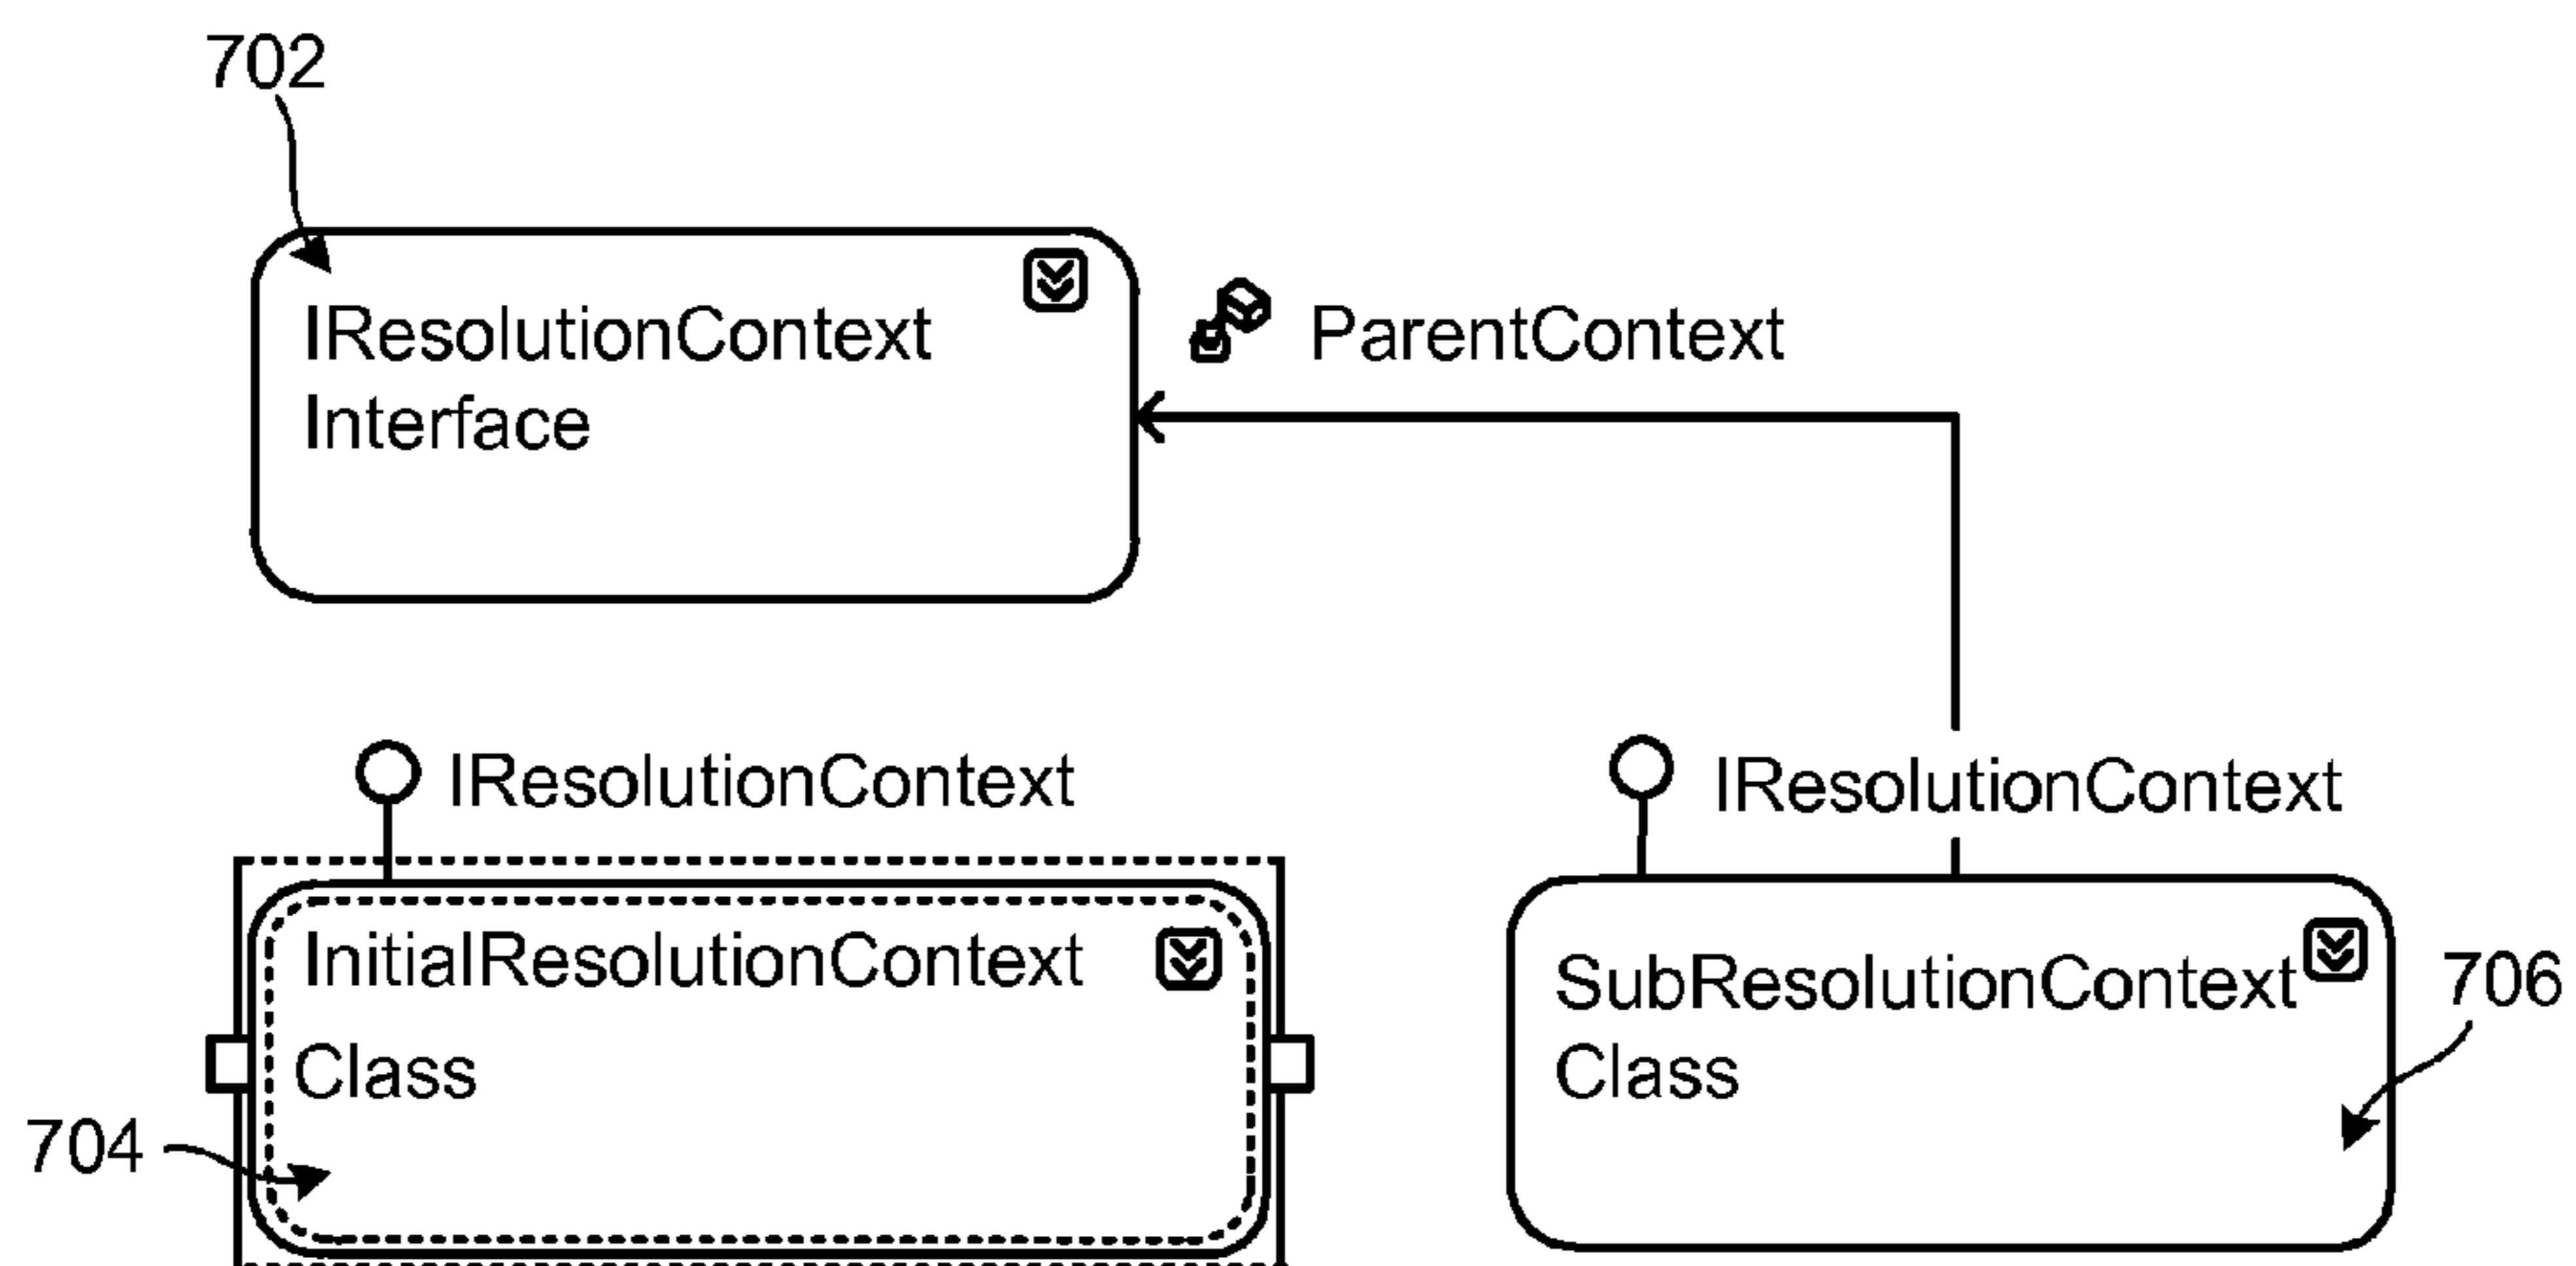 702
IResolutionContext
Interface
ParentContext
IResolutionContext
IResolutionContext
InitialResolutionContext
Class
SubResolutionContext
Class
704
706